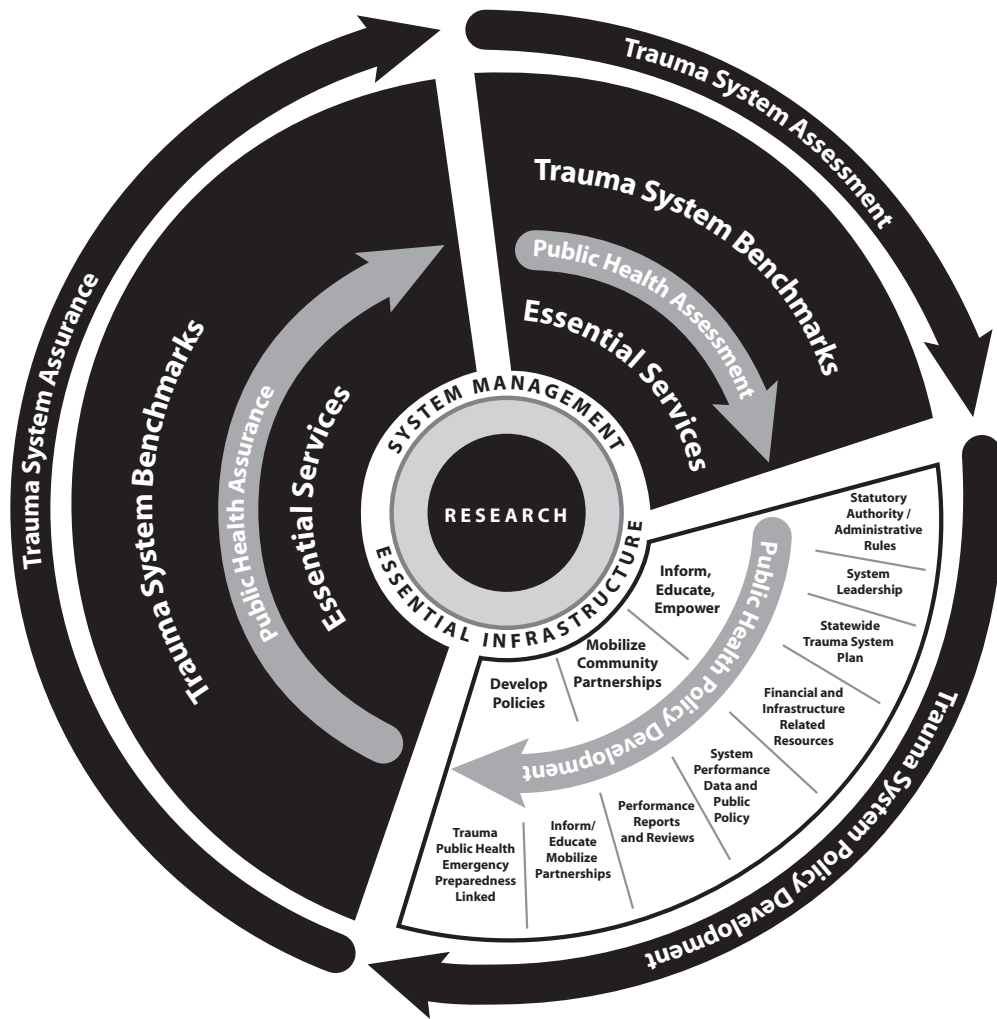 Trauma System Assessment
Trauma System Benchmarks
Public Health Assessment
Essential Services
Trauma System Assurance
Trauma System Benchmarks
Public Health Assurance
Essential Services
SYSTEM MANAGEMENT
RESEARCH
ESSENTIAL INFRASTRUCTURE
Inform,
Educate,
Empower
Mobilize
Community
Partnerships
Develop
Policies
Public Health Policy Development
Statutory
Authority /
Administrative
Rules
System
Leadership
Statewide
Trauma System
Plan
Financial and
Infrastructure
Related
Resources
System
Performance
Data and
Public
Policy
Performance
Reports
and Reviews
Inform/
Educate
Mobilize
Partnerships
Trauma
Public Health
Emergency
Preparedness
Linked
Trauma System Policy Development